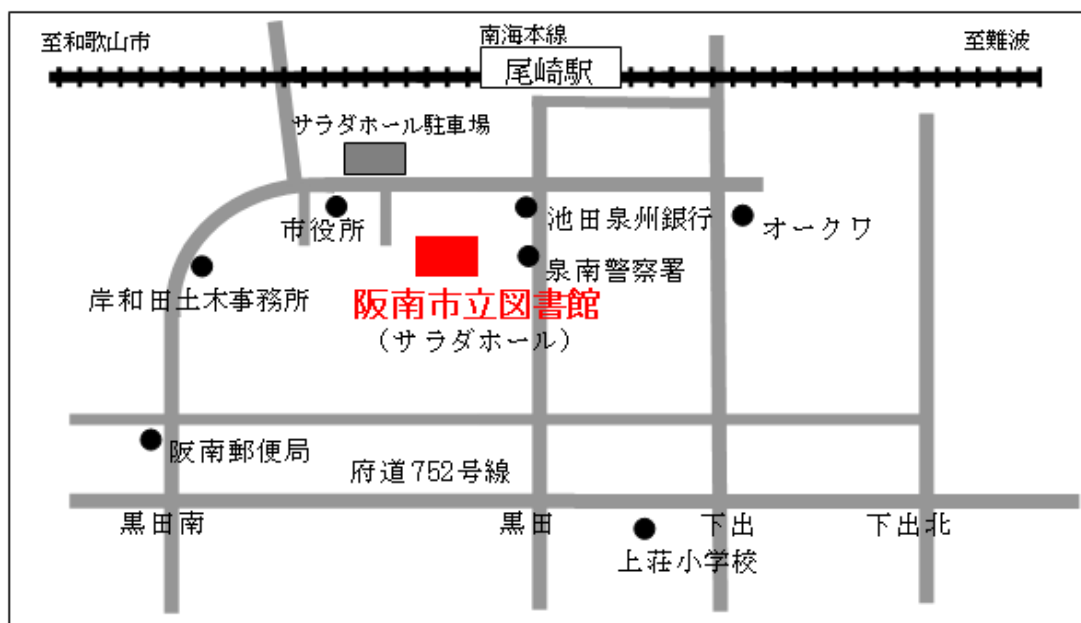 南海本線
至和歌山市
至難波
尾崎駅
サラダホール駐車場
市役所
池田泉州銀行
オークワ
泉南警察署
岸和田土木事務所
阪南市立図書館
（サラダホール）
阪南郵便局
府道752号線
黒田南
黒田
下出
下出北
上荘小学校